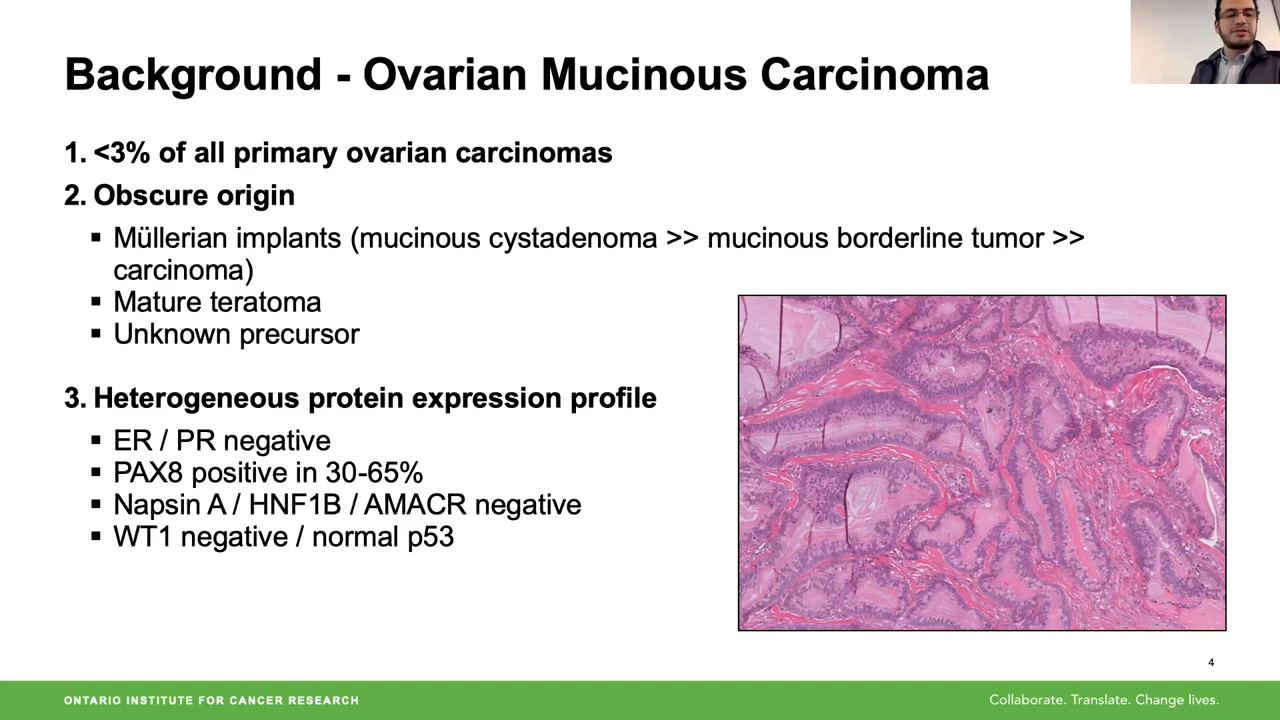 Background - Ovarian Mucinous Carcinoma
1. <3% of all primary ovarian carcinomas
2. Obscure origin
▪ Müllerian implants (mucinous cystadenoma >> mucinous borderline tumor >>
carcinoma)
▪ Mature teratoma
▪ Unknown precursor
3. Heterogeneous protein expression profile
▪ ER / PR negative
▪ PAX8 positive in 30-65%
▪ Napsin A / HNF1B / AMACR negative
▪ WT1 negative / normal p53
4
ONTARIO INSTITUTE FOR CANCER RESEARCH
Collaborate. Translate. Change lives.